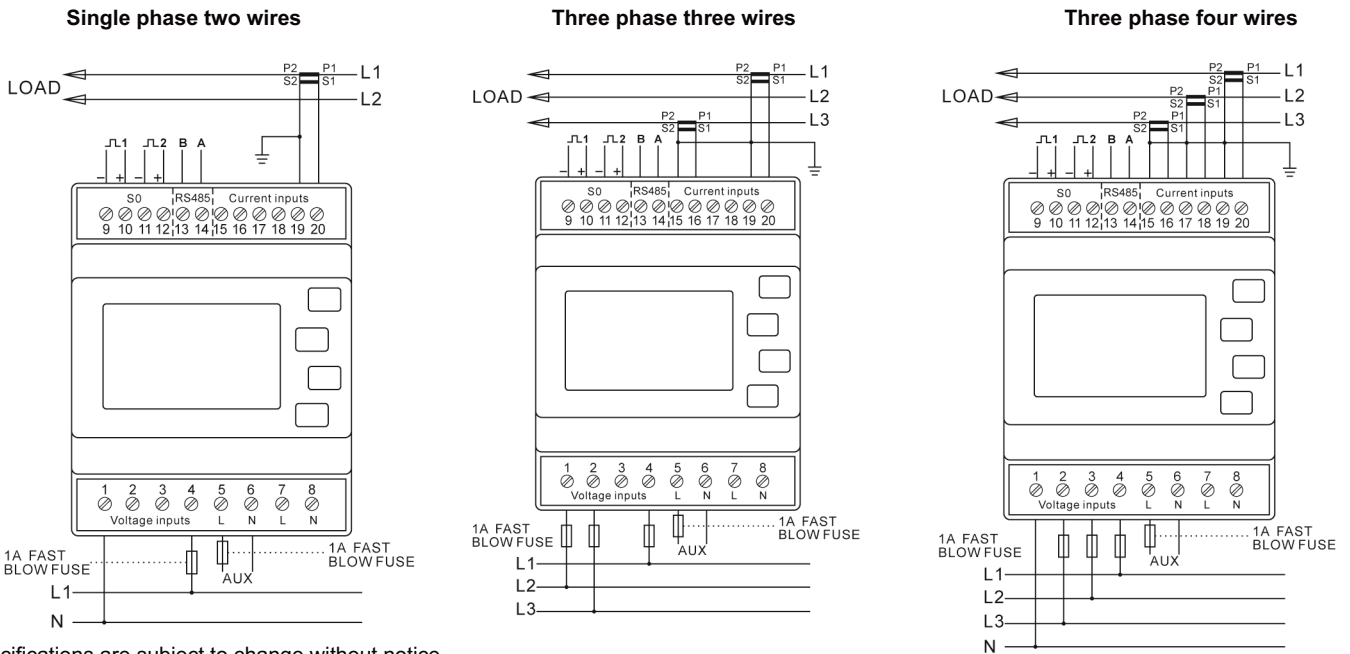 Single phase two wires
P2 P1
S2 S1
L1
L2
LOAD
⎍1 ⎍2 B A
– + – +
S0 RS485 Current inputs
9 10 11 12 13 14 15 16 17 18 19 20
1 2 3 4 5 6 7 8
Voltage inputs L N L N
1A FAST
BLOW FUSE
AUX
1A FAST
BLOW FUSE
L1
N
Three phase three wires
P2 P1
S2 S1
L1
LOAD
L2
P2 P1
S2 S1
L3
⎍1 ⎍2 B A
– + – +
S0 RS485 Current inputs
9 10 11 12 13 14 15 16 17 18 19 20
1 2 3 4 5 6 7 8
Voltage inputs L N L N
1A FAST
BLOW FUSE
AUX
1A FAST
BLOW FUSE
L1
L2
L3
Three phase four wires
P2 P1
S2 S1
L1
P2 P1
S2 S1
LOAD
L2
P2 P1
S2 S1
L3
⎍1 ⎍2 B A
– + – +
S0 RS485 Current inputs
9 10 11 12 13 14 15 16 17 18 19 20
1 2 3 4 5 6 7 8
Voltage inputs L N L N
1A FAST
BLOW FUSE
AUX
1A FAST
BLOW FUSE
L1
L2
L3
N
are subject to change without notice